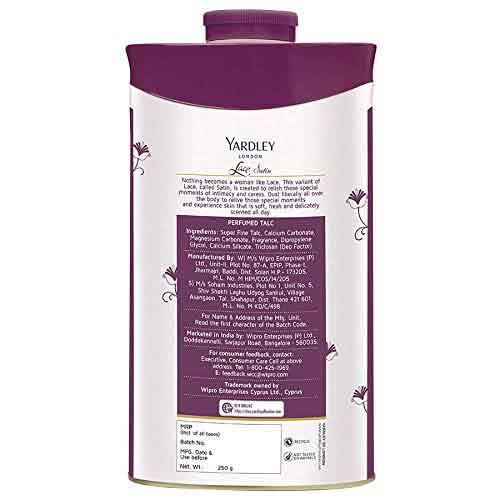 YARDLEY
LONDON
Lace Satin
Nothing becomes a woman like Lace. This variant of
Lace, called Satin, is created to relish those special
moments of intimacy and caress. Dust liberally all over
the body to relive those special moments
and experience skin that is soft, fresh and delicately
scented all day.
PERFUMED TALC
Ingredients: Super Fine Talc, Calcium Carbonate,
Magnesium Carbonate, Fragrance, Dipropylene
Glycol, Calcium Silicate, Triclosan (Deo Factor)
Manufactured By: W) M/s Wipro Enterprises (P)
Ltd., Unit-II, Plot No. 87-A, EPIP, Phase-I,
Jharmajri, Baddi, Dist. Solan H.P - 173205.
M.L. No. M HIM/COS/14/205
S) M/s Soham Industries, Plot No 1, Unit No. 5,
Shiv Shakti Laghu Udyog Sankul, Village
Asangaon, Tal. Shahapur, Dist: Thane 421 601,
M.L. No. M KD/C/498
For Name & Address of the Mfg. Unit,
Read the first character of the Batch Code.
Marketed in India by: Wipro Enterprises (P) Ltd.,
Doddakannelli, Sarjapur Road, Bangalore - 560035.
For consumer feedback, contact:
Executive, Consumer Care Cell at above
address. Tel: 1-800-425-1969.
Email: feedback.wcc@wipro.com
Trademark owned by
Wipro Enterprises Cyprus Ltd., Cyprus
MRP
(Incl. of all taxes)
Batch No.
MFG. Date &
Use before
Net. Wt. 250 g
RECYCLE
NOT TESTED
ON ANIMALS